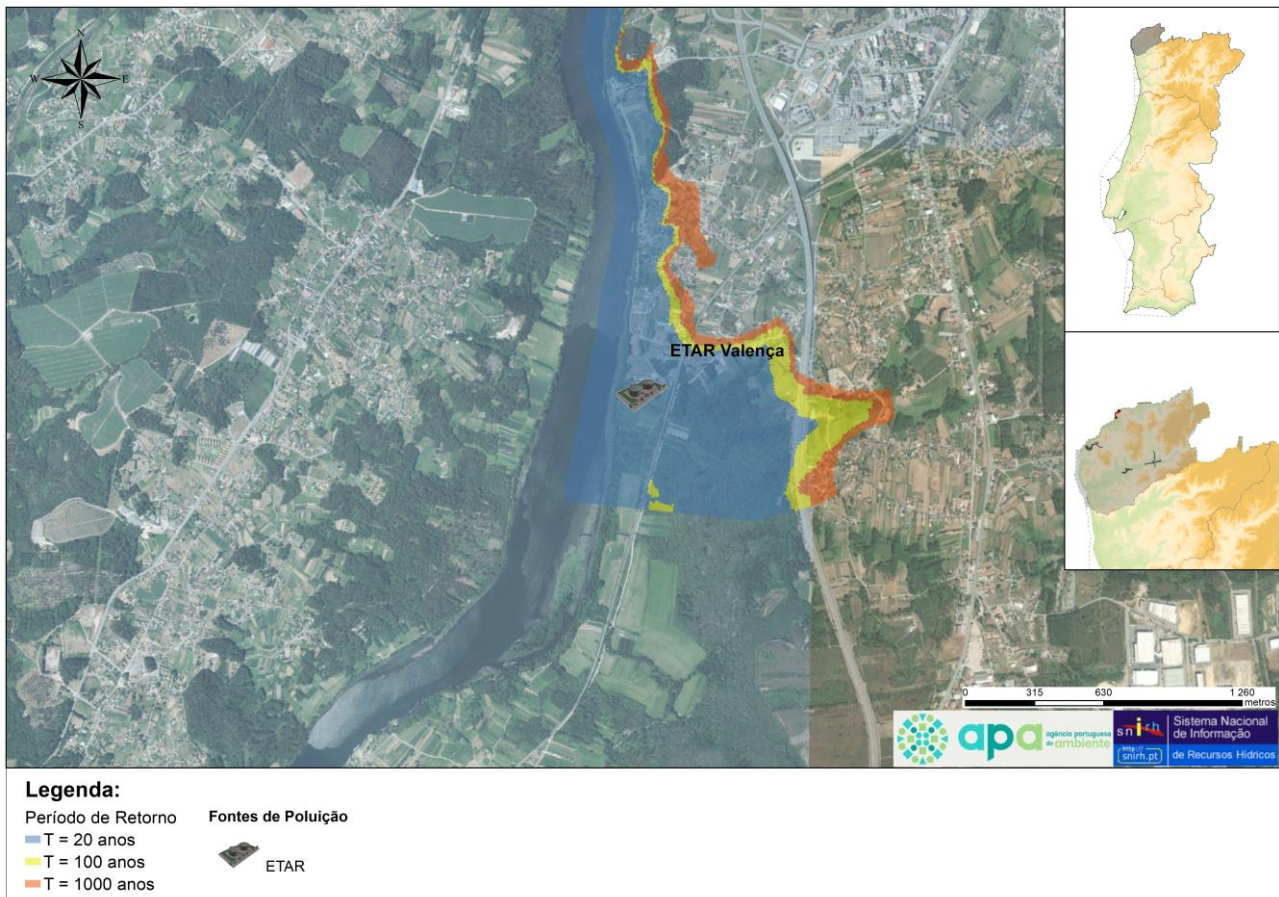 N
W
E
S
ETAR Valença
0 315 630 1 260
metros
apa agência portuguesa
do ambiente
snirh
http://
snirh.pt
Sistema Nacional
de Informação
de Recursos Hídricos
Legenda:
Período de Retorno
T = 20 anos
T = 100 anos
T = 1000 anos
Fontes de Poluição
ETAR